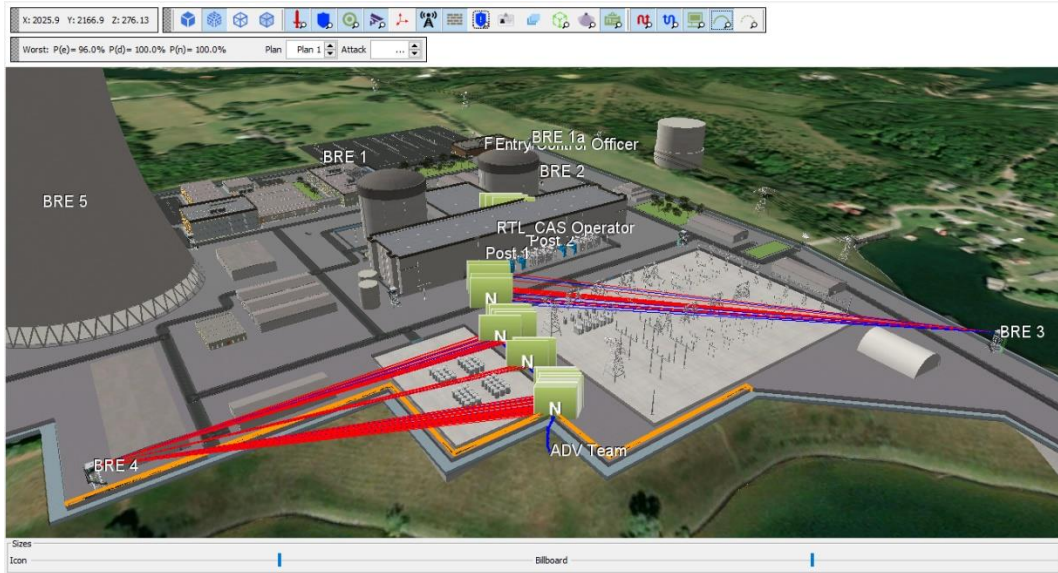 X: 2025.9 Y: 2166.9 Z: 276.13
Worst: P(e)= 96.0% P(d)= 100.0% P(n)= 100.0% Plan Plan 1 Attack ...
BRE 1a
Entry Control Officer
BRE 1
BRE 2
BRE 5
RTL_CAS Operator
Post 2
Post 1
N
BRE 3
N
N
N
ADV Team
BRE 4
Sizes
Icon Billboard